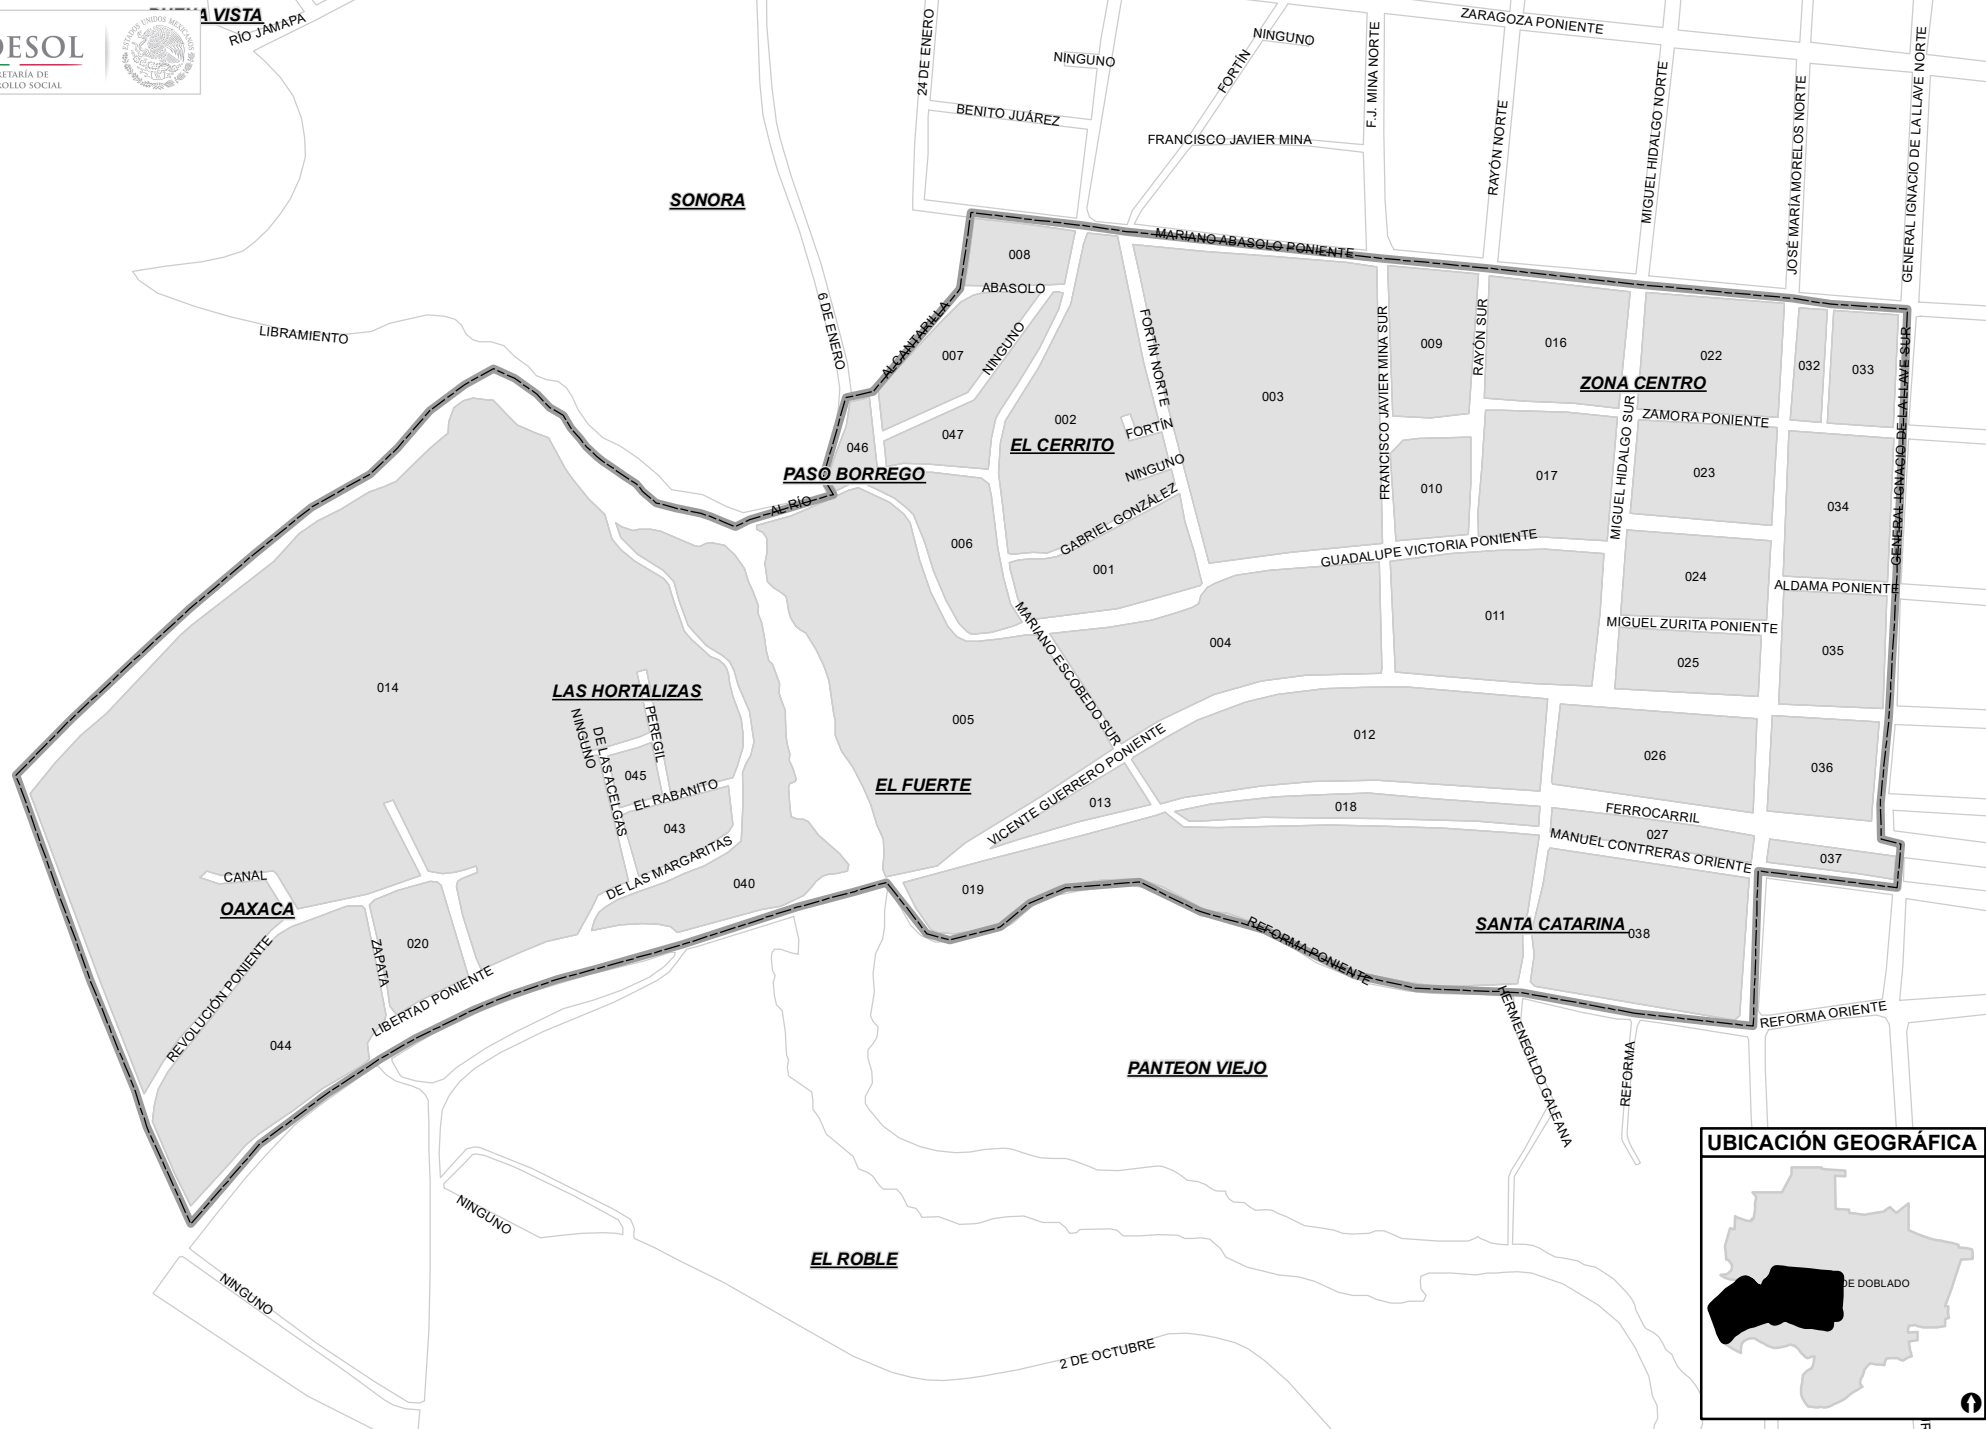 VISTA
RÍO JAMAPA
DESOL
RETARÍA DE
ROLLO SOCIAL
ESTADOS UNIDOS MEXICANOS
24 DE ENERO
NINGUNO
FORTÍN
NINGUNO
F.J. MINA NORTE
ZARAGOZA PONIENTE
BENITO JUÁREZ
FRANCISCO JAVIER MINA
RAYÓN NORTE
MIGUEL HIDALGO NORTE
JOSÉ MARÍA MORELOS NORTE
GENERAL IGNACIO DE LA LLAVE NORTE
SONORA
MARIANO ABASOLO PONIENTE
008
ABASOLO
6 DE ENERO
LIBRAMIENTO
ALCANTARILLA
007
NINGUNO
FORTÍN NORTE
003
FRANCISCO JAVIER MINA SUR
009
RAYÓN SUR
016
022
032
033
ZONA CENTRO
GENERAL IGNACIO DE LA LLAVE SUR
046
047
002
FORTÍN
EL CERRITO
MIGUEL HIDALGO SUR
ZAMORA PONIENTE
PASO BORREGO
NINGUNO
010
017
023
034
AL RÍO
GABRIEL GONZÁLEZ
006
001
GUADALUPE VICTORIA PONIENTE
024
ALDAMA PONIENTE
MARIANO ESCOBEDO SUR
004
011
MIGUEL ZURITA PONIENTE
025
035
014
LAS HORTALIZAS
NINGUNO
DE LAS ACELGAS
PEREGIL
005
045
EL RABANITO
EL FUERTE
VICENTE GUERRERO PONIENTE
012
026
036
043
013
018
FERROCARRIL
027
MANUEL CONTRERAS ORIENTE
037
DE LAS MARGARITAS
040
019
CANAL
OAXACA
020
ZAPATA
REVOLUCIÓN PONIENTE
LIBERTAD PONIENTE
044
REFORMA PONIENTE
SANTA CATARINA
038
HERMENEGILDO GALEANA
REFORMA
REFORMA ORIENTE
PANTEON VIEJO
NINGUNO
NINGUNO
EL ROBLE
2 DE OCTUBRE
UBICACIÓN GEOGRÁFICA
DE DOBLADO